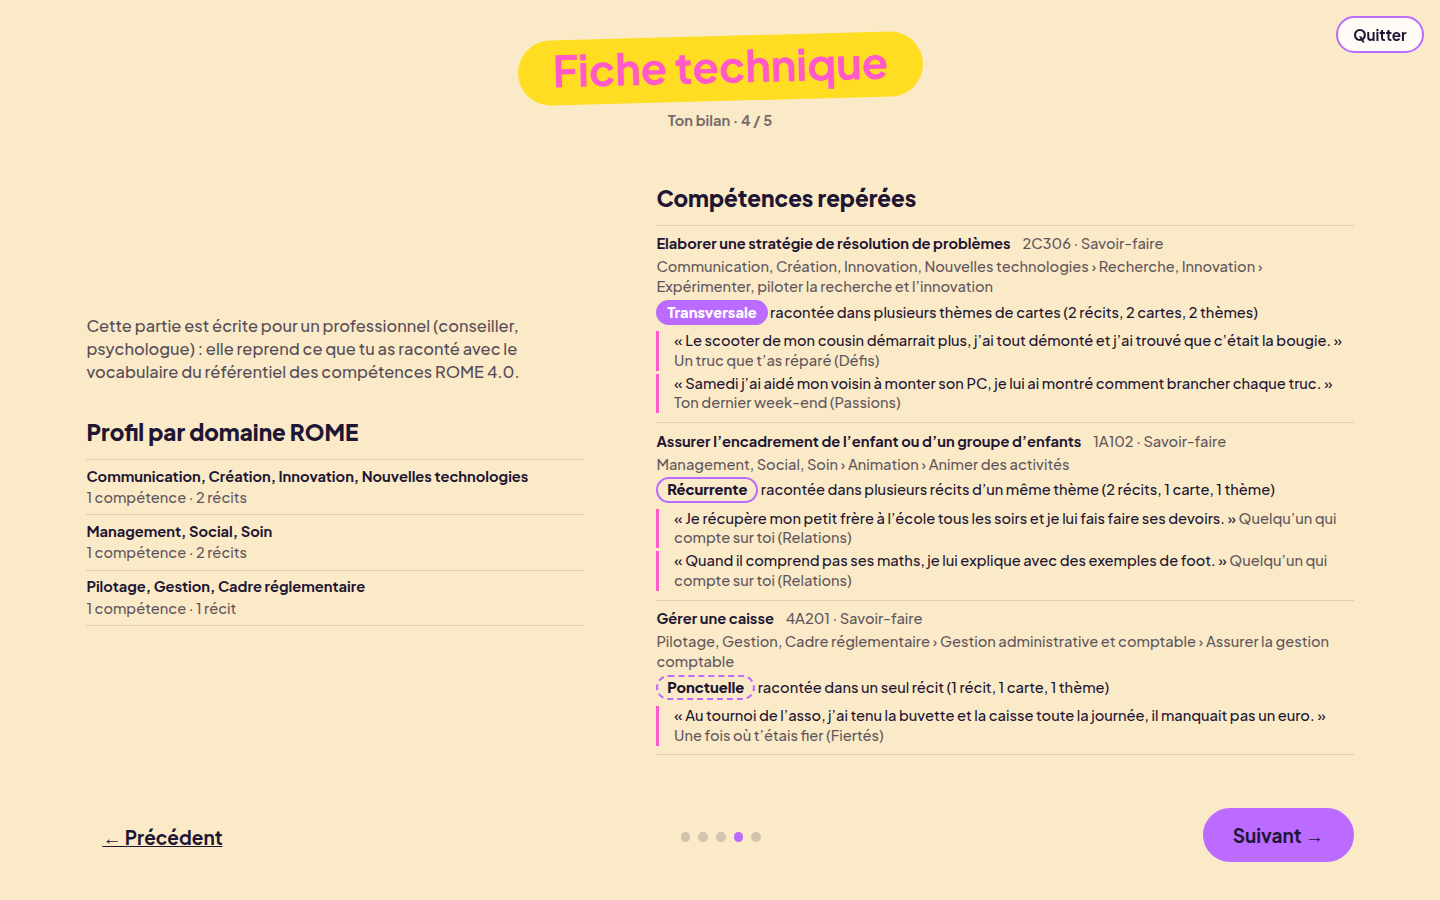 Quitter
Fiche technique
Ton bilan · 4 / 5
Cette partie est écrite pour un professionnel (conseiller,
psychologue) : elle reprend ce que tu as raconté avec le
vocabulaire du référentiel des compétences ROME 4.0.
Profil par domaine ROME
Communication, Création, Innovation, Nouvelles technologies
1 compétence · 2 récits
Management, Social, Soin
1 compétence · 2 récits
Pilotage, Gestion, Cadre réglementaire
1 compétence · 1 récit
Compétences repérées
Elaborer une stratégie de résolution de problèmes 2C306 · Savoir-faire
Communication, Création, Innovation, Nouvelles technologies › Recherche, Innovation ›
Expérimenter, piloter la recherche et l’innovation
Transversale racontée dans plusieurs thèmes de cartes (2 récits, 2 cartes, 2 thèmes)
« Le scooter de mon cousin démarrait plus, j’ai tout démonté et j’ai trouvé que c’était la bougie. »
Un truc que t’as réparé (Défis)
« Samedi j’ai aidé mon voisin à monter son PC, je lui ai montré comment brancher chaque truc. »
Ton dernier week-end (Passions)
Assurer l’encadrement de l’enfant ou d’un groupe d’enfants 1A102 · Savoir-faire
Management, Social, Soin › Animation › Animer des activités
Récurrente racontée dans plusieurs récits d’un même thème (2 récits, 1 carte, 1 thème)
« Je récupère mon petit frère à l’école tous les soirs et je lui fais faire ses devoirs. » Quelqu’un qui
compte sur toi (Relations)
« Quand il comprend pas ses maths, je lui explique avec des exemples de foot. » Quelqu’un qui
compte sur toi (Relations)
Gérer une caisse 4A201 · Savoir-faire
Pilotage, Gestion, Cadre réglementaire › Gestion administrative et comptable › Assurer la gestion
comptable
Ponctuelle racontée dans un seul récit (1 récit, 1 carte, 1 thème)
« Au tournoi de l’asso, j’ai tenu la buvette et la caisse toute la journée, il manquait pas un euro. »
Une fois où t’étais fier (Fiertés)
← Précédent
Suivant →